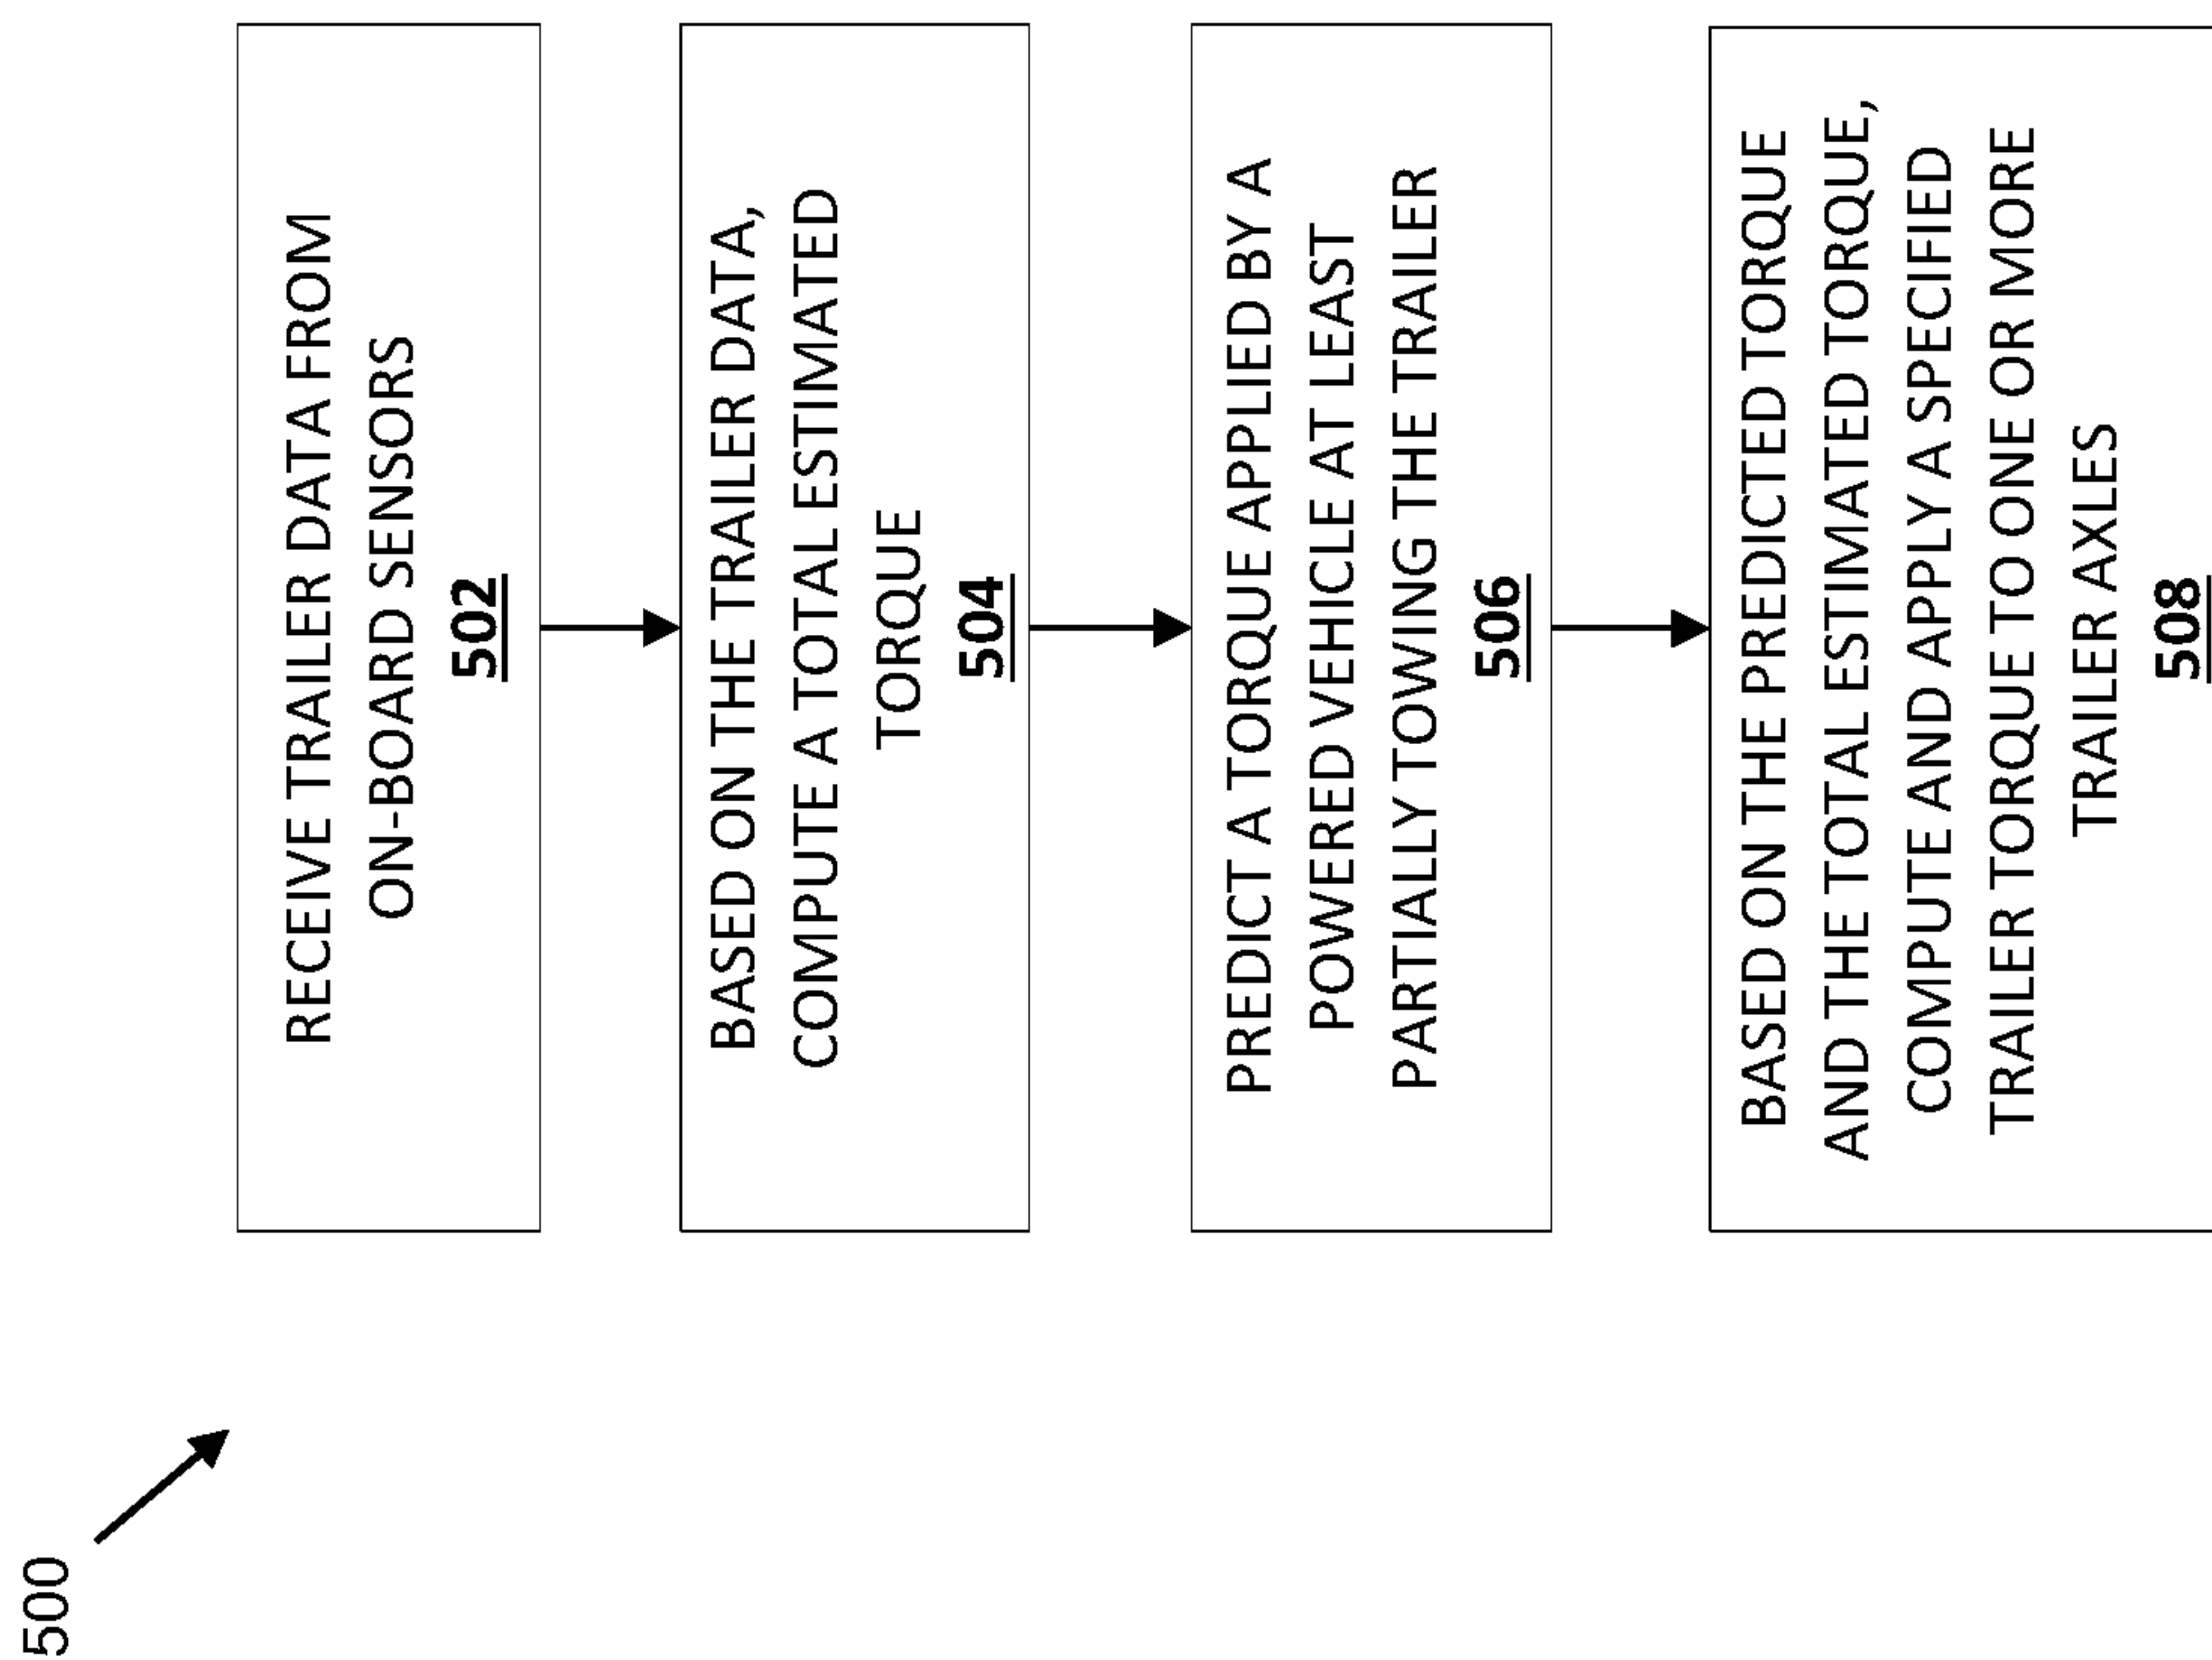 500
RECEIVE TRAILER DATA FROM
ON-BOARD SENSORS
502
BASED ON THE TRAILER DATA,
COMPUTE A TOTAL ESTIMATED
TORQUE
504
PREDICT A TORQUE APPLIED BY A
POWERED VEHICLE AT LEAST
PARTIALLY TOWING THE TRAILER
506
BASED ON THE PREDICTED TORQUE
AND THE TOTAL ESTIMATED TORQUE,
COMPUTE AND APPLY A SPECIFIED
TRAILER TORQUE TO ONE OR MORE
TRAILER AXLES
508